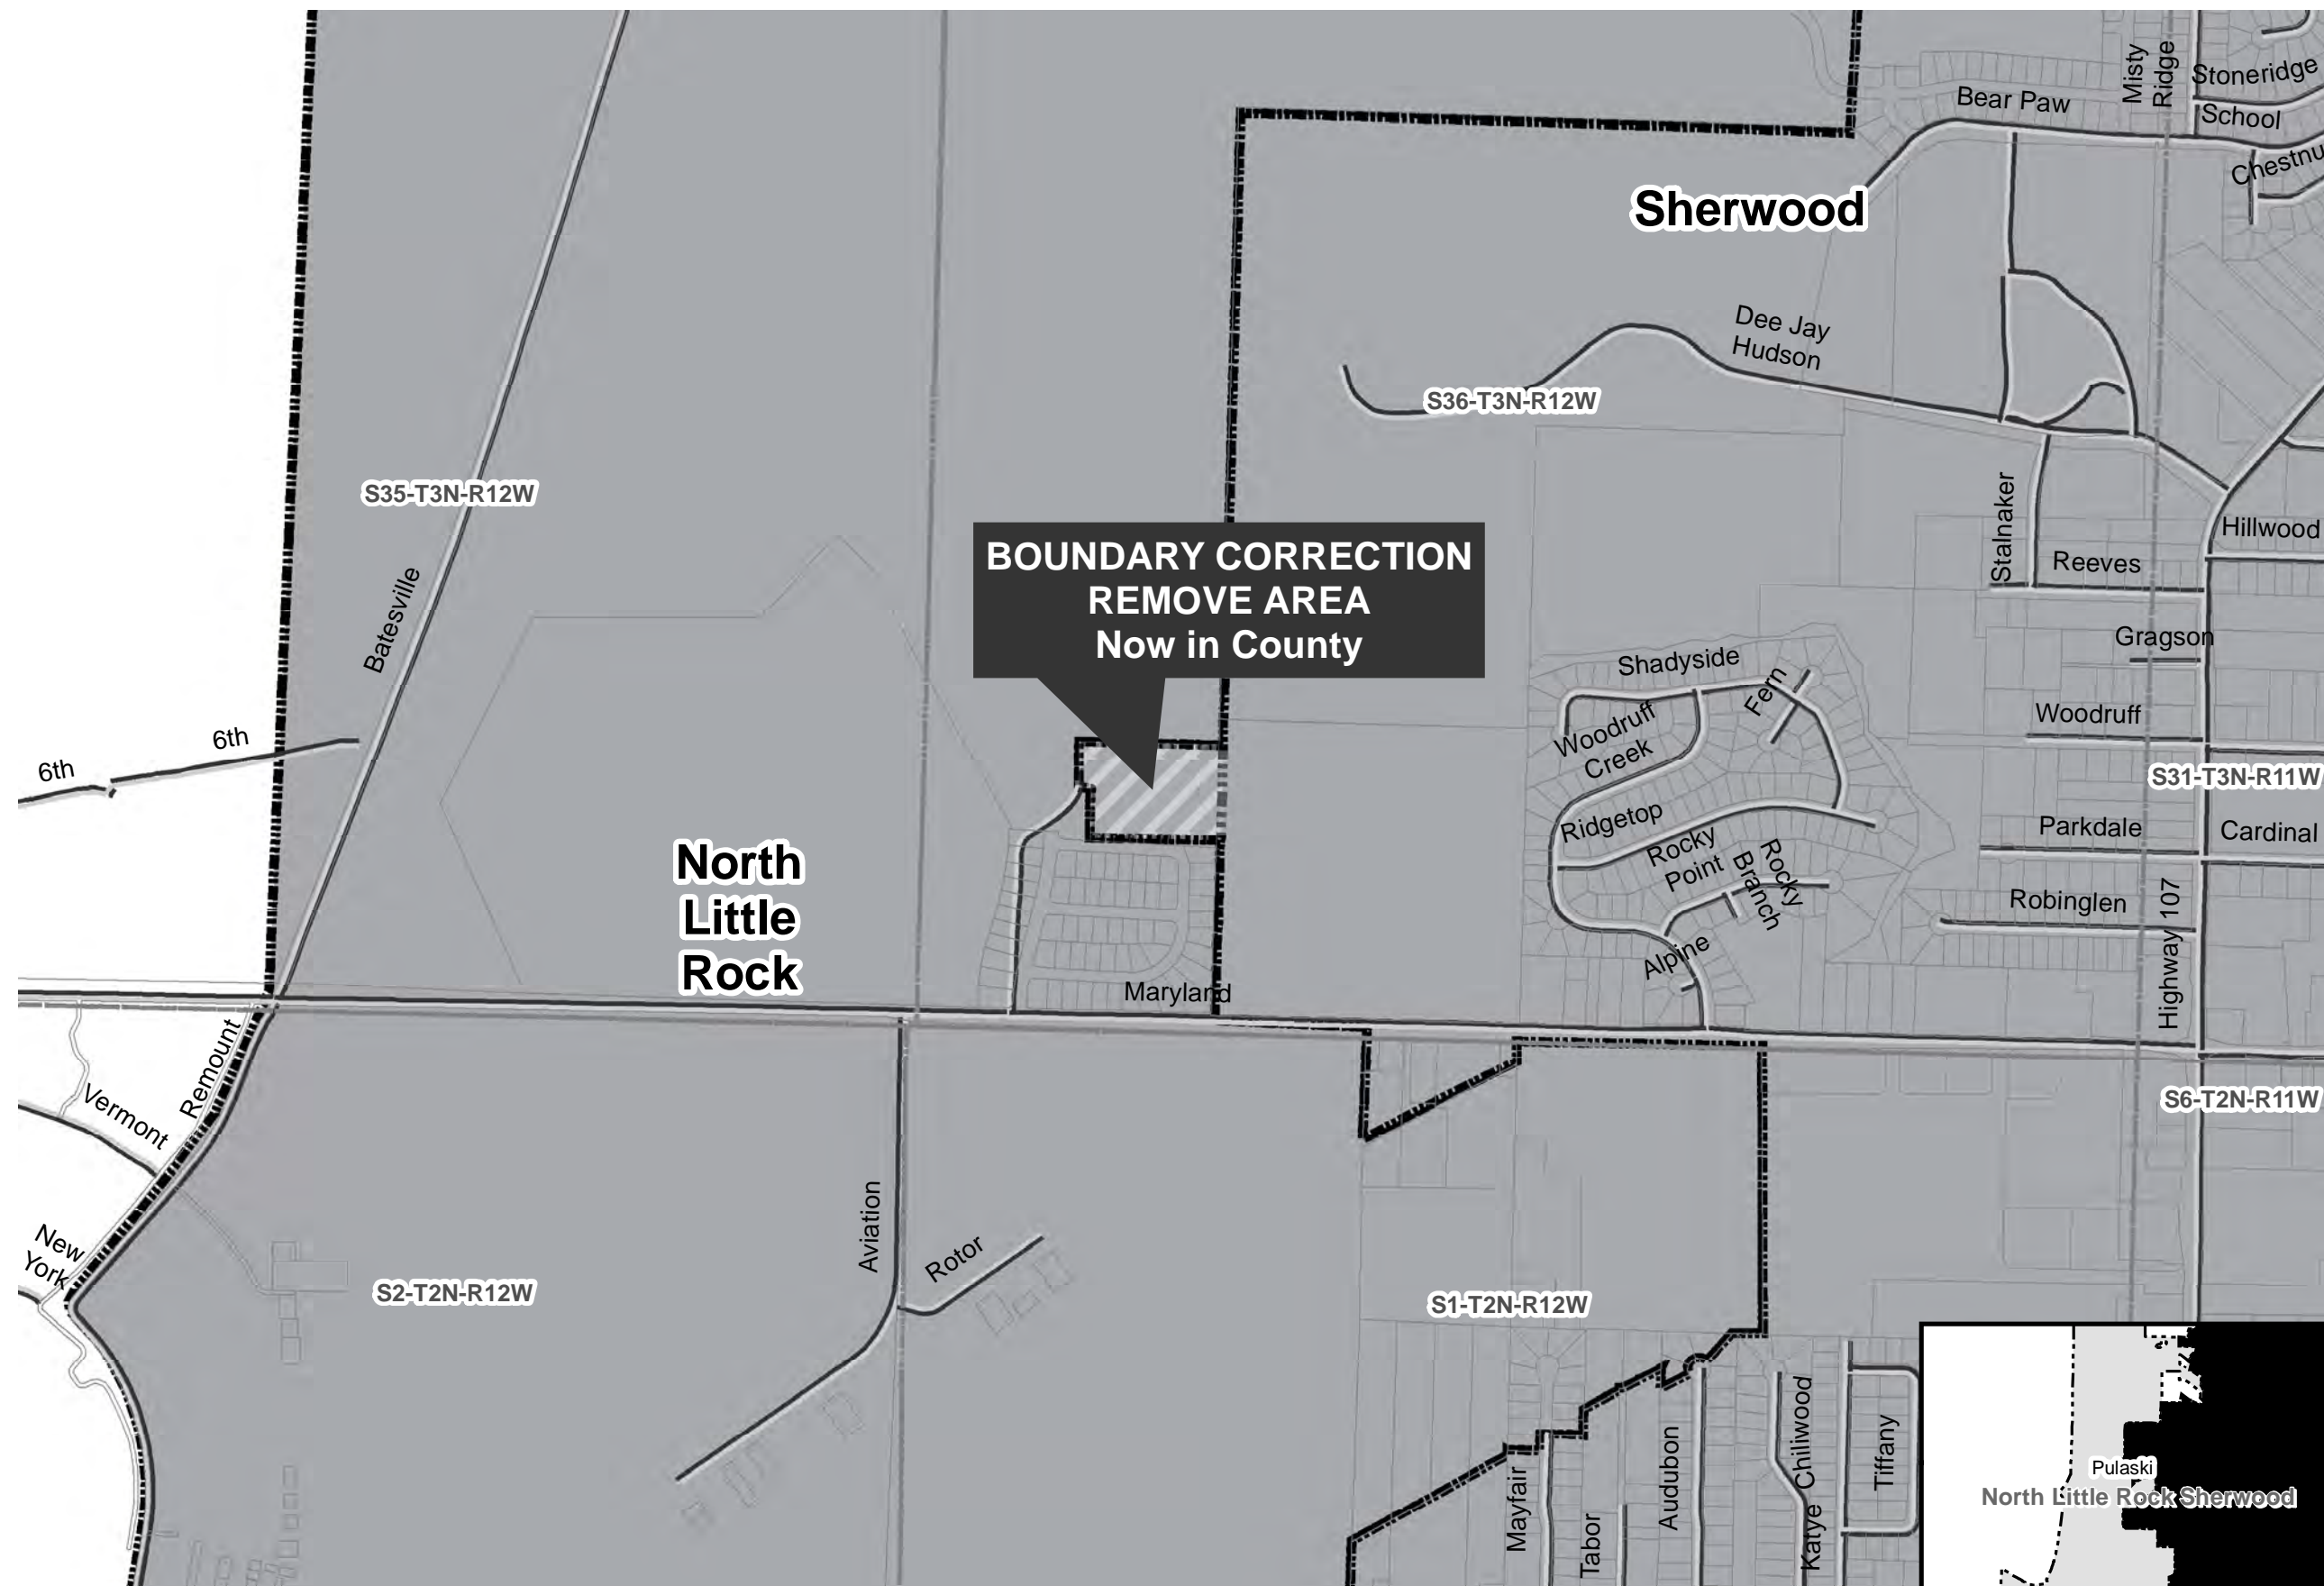 Misty
Ridge
Stoneridge
Bear Paw
School
Chestnu
Sherwood
Dee Jay
Hudson
S36-T3N-R12W
S35-T3N-R12W
Stalnaker
Hillwood
BOUNDARY CORRECTION
REMOVE AREA
Now in County
Reeves
Batesville
Gragson
Shadyside
Fern
Woodruff
Woodruff
Creek
6th
6th
S31-T3N-R11W
Ridgetop
Parkdale
Cardinal
Rocky
Point
Rocky
Branch
North
Little
Rock
Robinglen
Highway 107
Alpine
Maryland
Remount
Vermont
S6-T2N-R11W
New
York
Aviation
Rotor
S2-T2N-R12W
S1-T2N-R12W
Mayfair
Tabor
Audubon
Chiliwood
Katye
Tiffany
Pulaski
North Little Rock
Sherwood